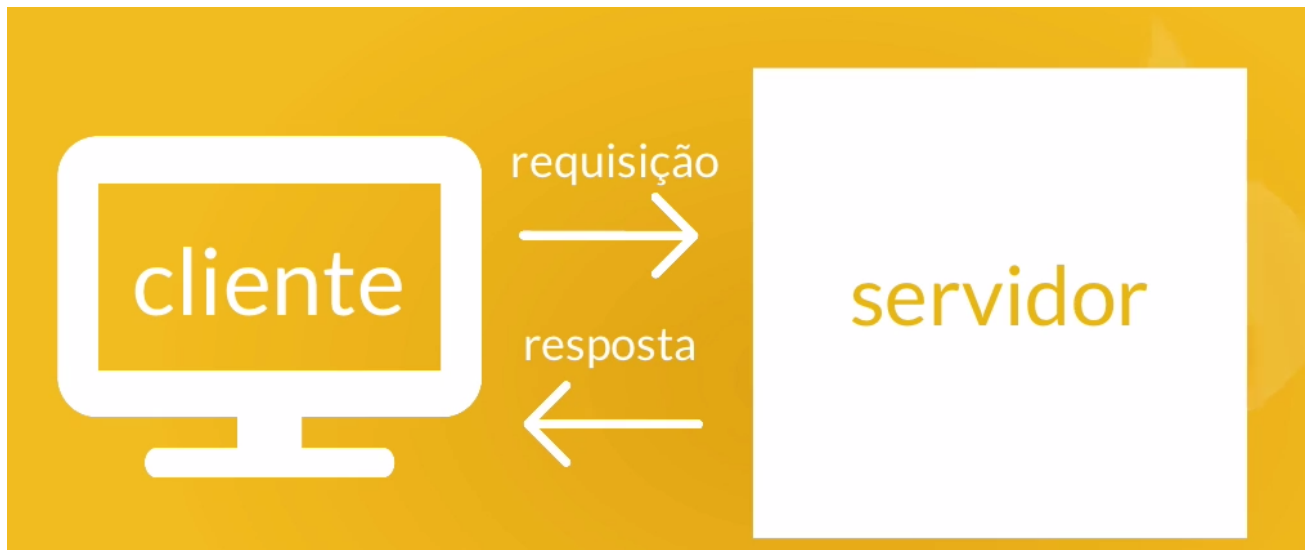 cliente
requisição
resposta
servidor